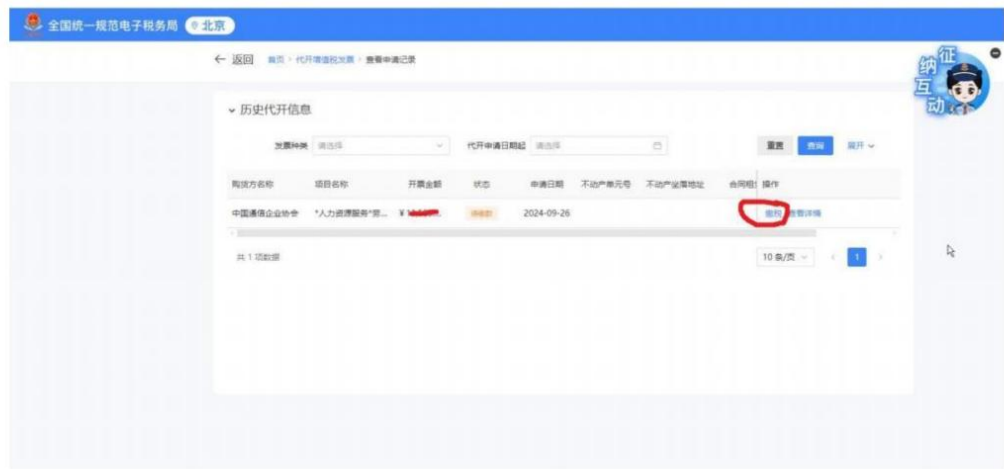 全国统一规范电子税务局 北京
← 返回 首页 > 代开增值税发票 > 查看申请记录
征纳互动
历史代开信息
发票种类 请选择 代开申请日期起 请选择 重置 查询 展开
购货方名称 项目名称 开票金额 状态 申请日期 不动产单元号 不动产坐落地址 合同租 操作
中国通信企业协会 *人力资源服务*劳... ¥ 2024-09-26 缴税 查看详情
共 1 项数据 10 条/页 < 1 >